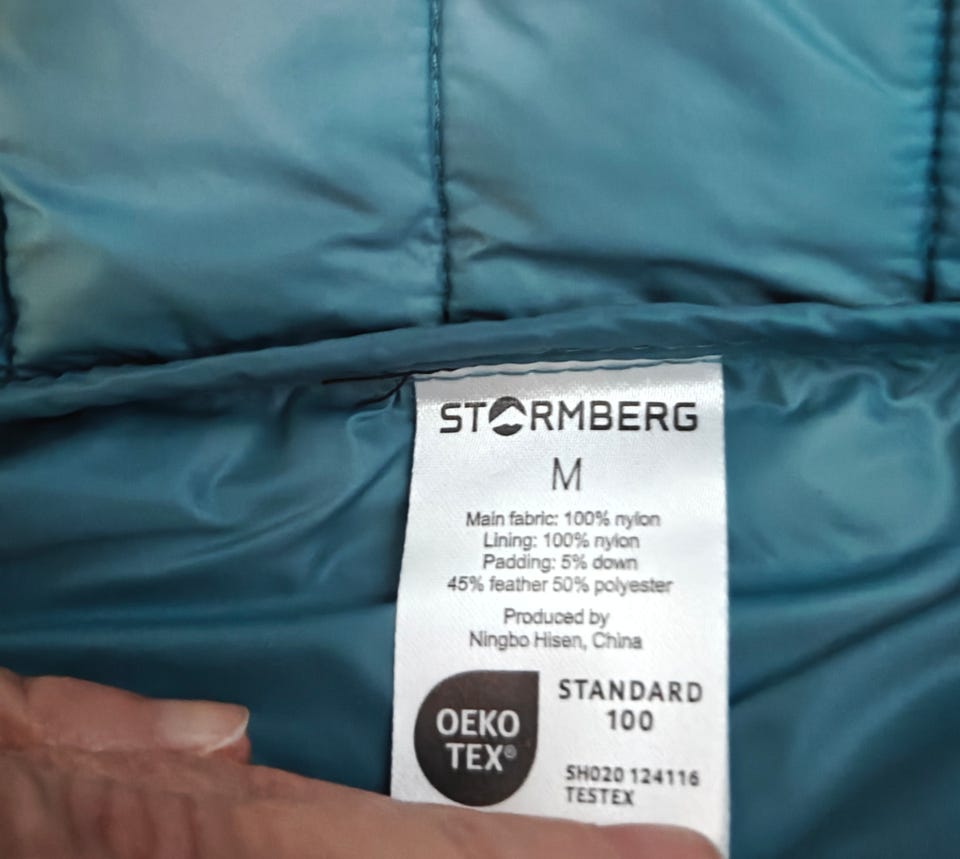 STORMBERG
M
Main fabric: 100% nylon
Lining: 100% nylon
Padding: 5% down
45% feather 50% polyester
Produced by
Ningbo Hisen, China
OEKO
TEX®
STANDARD
100
SH020 124116
TESTEX